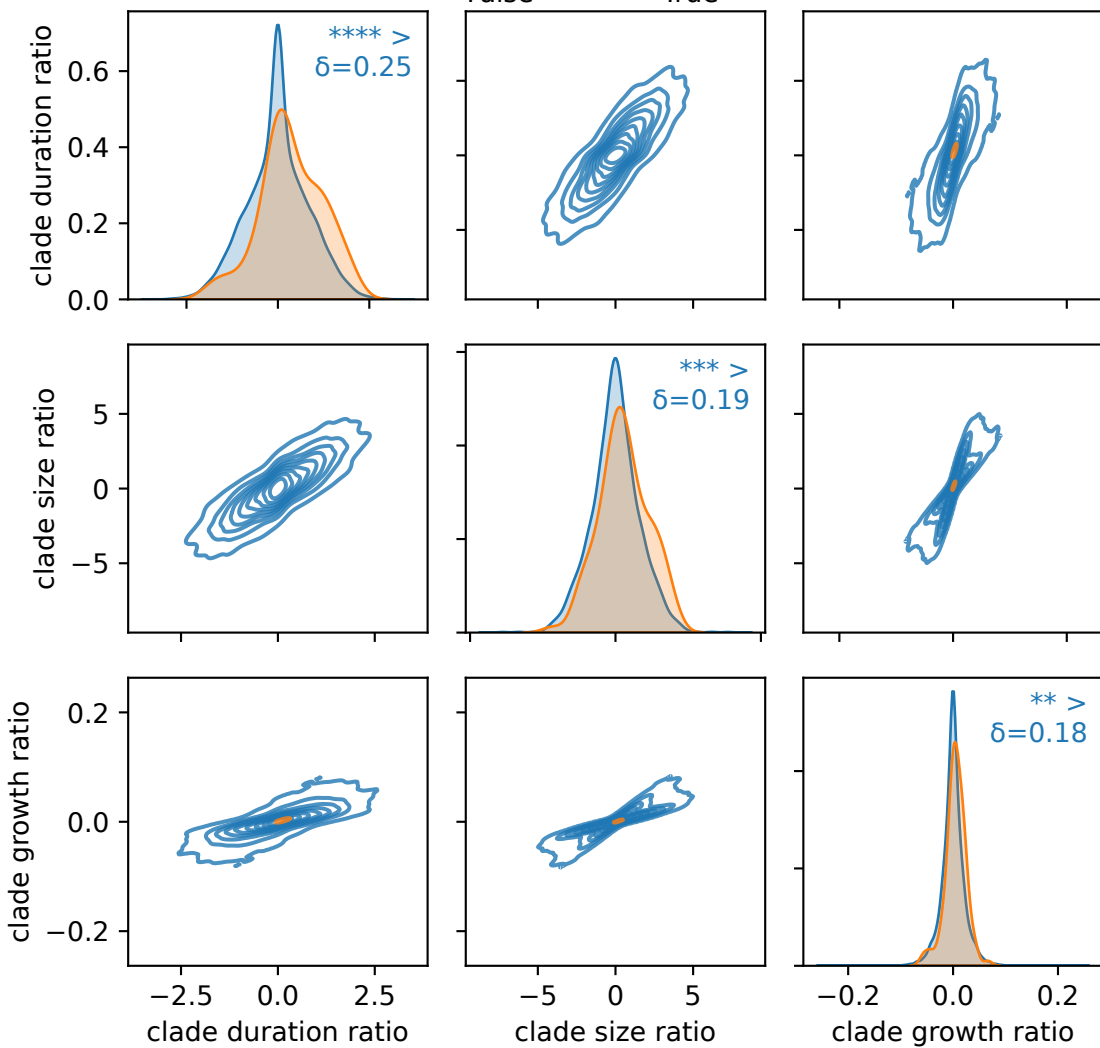 True
clade duration ratio
0.6
0.4
0.2
0.0
**** >
δ=0.25
clade size ratio
5
0
−5
*** >
δ=0.19
clade growth ratio
0.2
0.0
−0.2
** >
δ=0.18
−2.5 0.0 2.5
−5 0 5
−0.2 0.0 0.2
clade duration ratio
clade size ratio
clade growth ratio